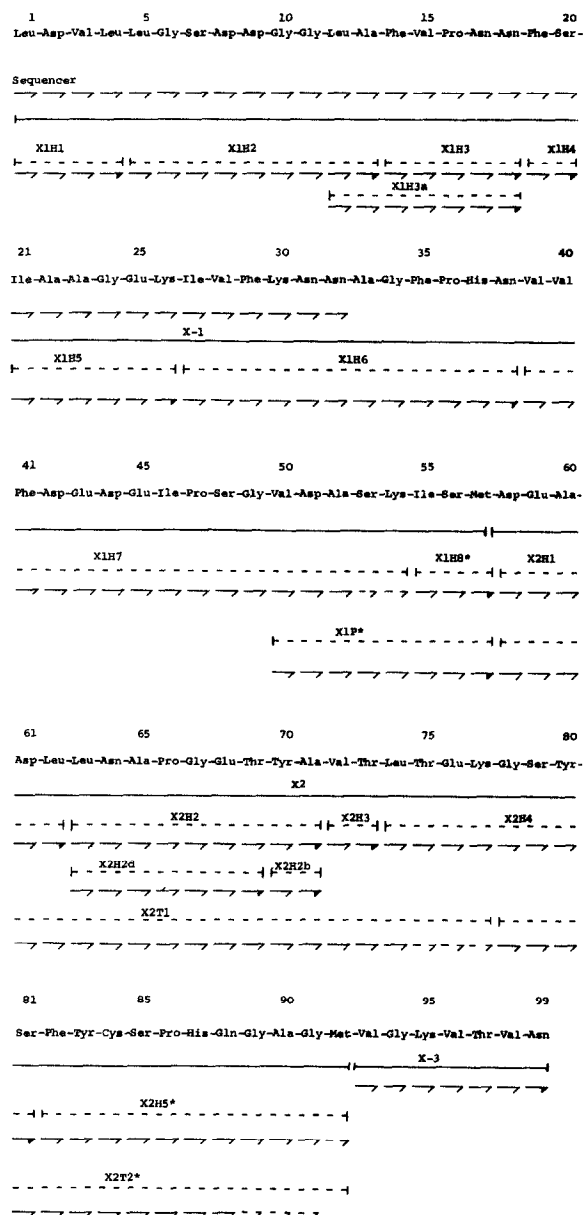 1 5 10 15 20
Leu-Asp-Val-Leu-Leu-Gly-Ser-Asp-Asp-Gly-Gly-Leu-Ala-Phe-Val-Pro-Asn-Asn-Phe-Ser-
Sequencer
X1H1 X1H2 X1H3 X1H4
X1H3a
21 25 30 35 40
Ile-Ala-Ala-Gly-Glu-Lys-Ile-Val-Phe-Lys-Asn-Asn-Ala-Gly-Phe-Pro-His-Asn-Val-Val
X-1
X1H5 X1H6
41 45 50 55 60
Phe-Asp-Glu-Asp-Glu-Ile-Pro-Ser-Gly-Val-Asp-Ala-Ser-Lys-Ile-Ser-Met-Asp-Glu-Ala-
X1H7 X1H8* X2H1
X1P*
61 65 70 75 80
Asp-Leu-Leu-Asn-Ala-Pro-Gly-Glu-Thr-Tyr-Ala-Val-Thr-Leu-Thr-Glu-Lys-Gly-Ser-Tyr-
X2
X2H2 X2H3 X2H4
X2H2d X2H2b
X2T1
81 85 90 95 99
Ser-Phe-Tyr-Cys-Ser-Pro-His-Gln-Gly-Ala-Gly-Met-Val-Gly-Lys-Val-Thr-Val-Asn
X-3
X2H5*
X2T2*